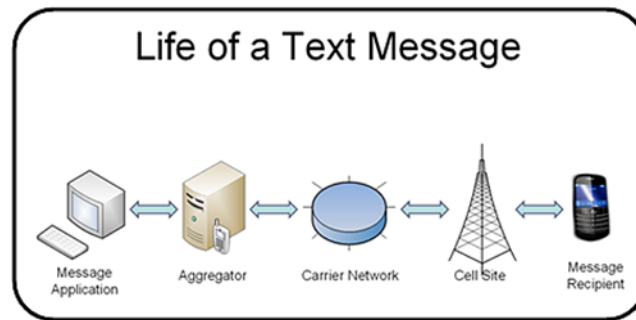 Life of a Text Message
Message
Application
Aggregator
Carrier Network
Cell Site
Message
Recipient